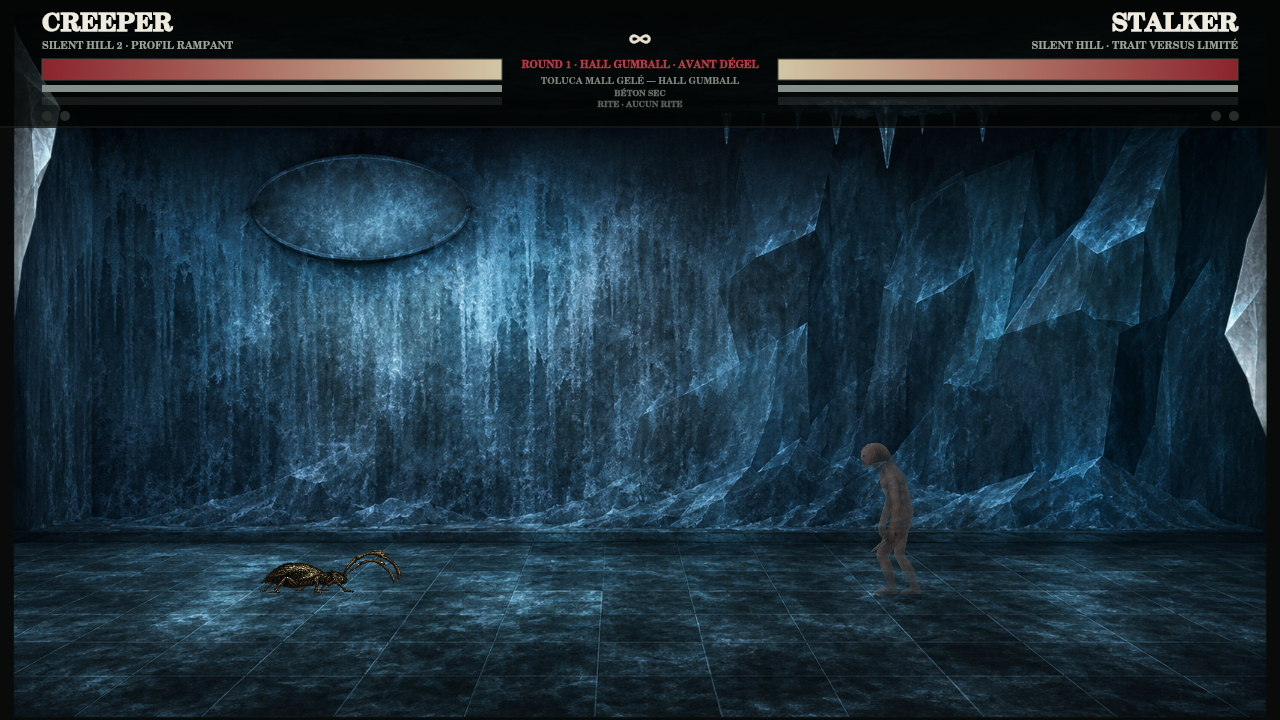 CREEPER
SILENT HILL 2 · PROFIL RAMPANT
∞
ROUND 1 · HALL GUMBALL · AVANT DÉGEL
TOLUCA MALL GELÉ — HALL GUMBALL
BÉTON SEC
RITE · AUCUN RITE
STALKER
SILENT HILL · TRAIT VERSUS LIMITÉ